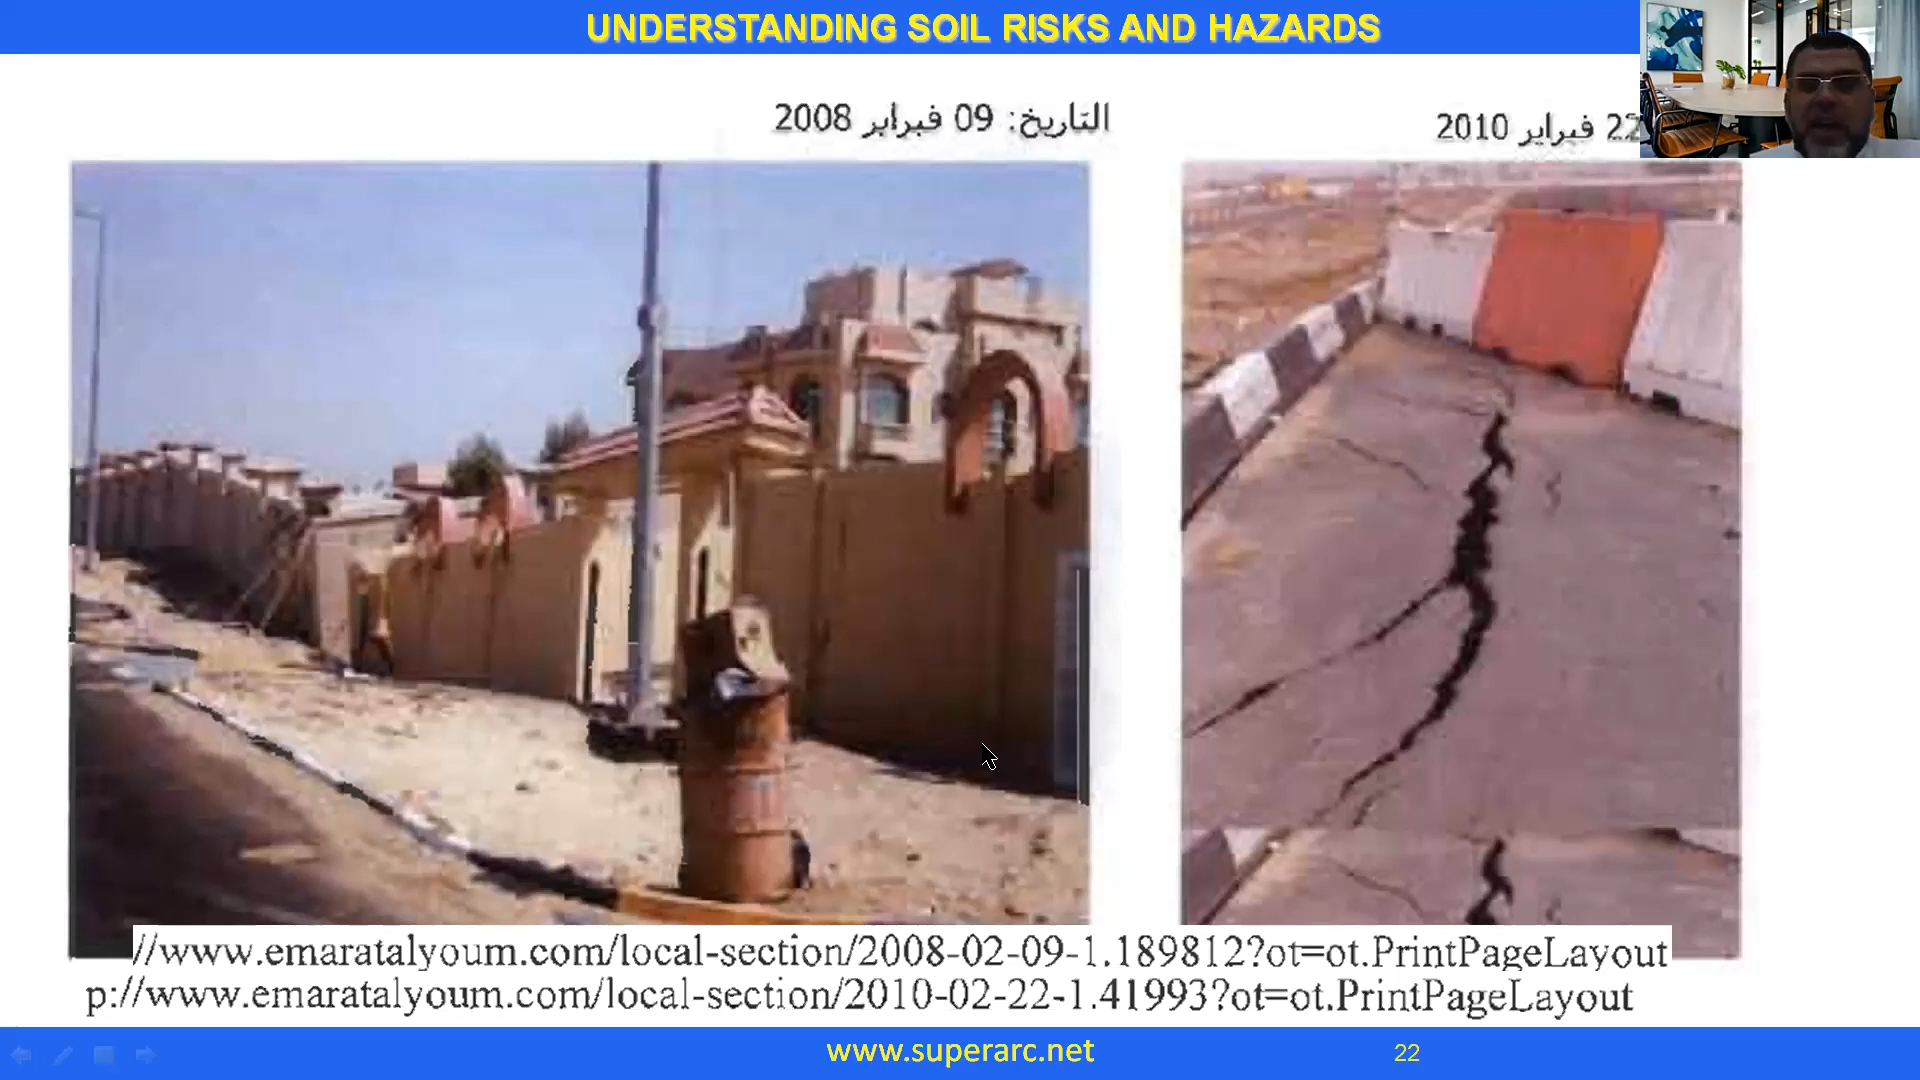 UNDERSTANDING SOIL RISKS AND HAZARDS
التاريخ: 09 فبراير 2008
22 فبراير 2010
//www.emaratalyoum.com/local-section/2008-02-09-1.189812?ot=ot.PrintPageLayout
p://www.emaratalyoum.com/local-section/2010-02-22-1.41993?ot=ot.PrintPageLayout
www.superarc.net
22